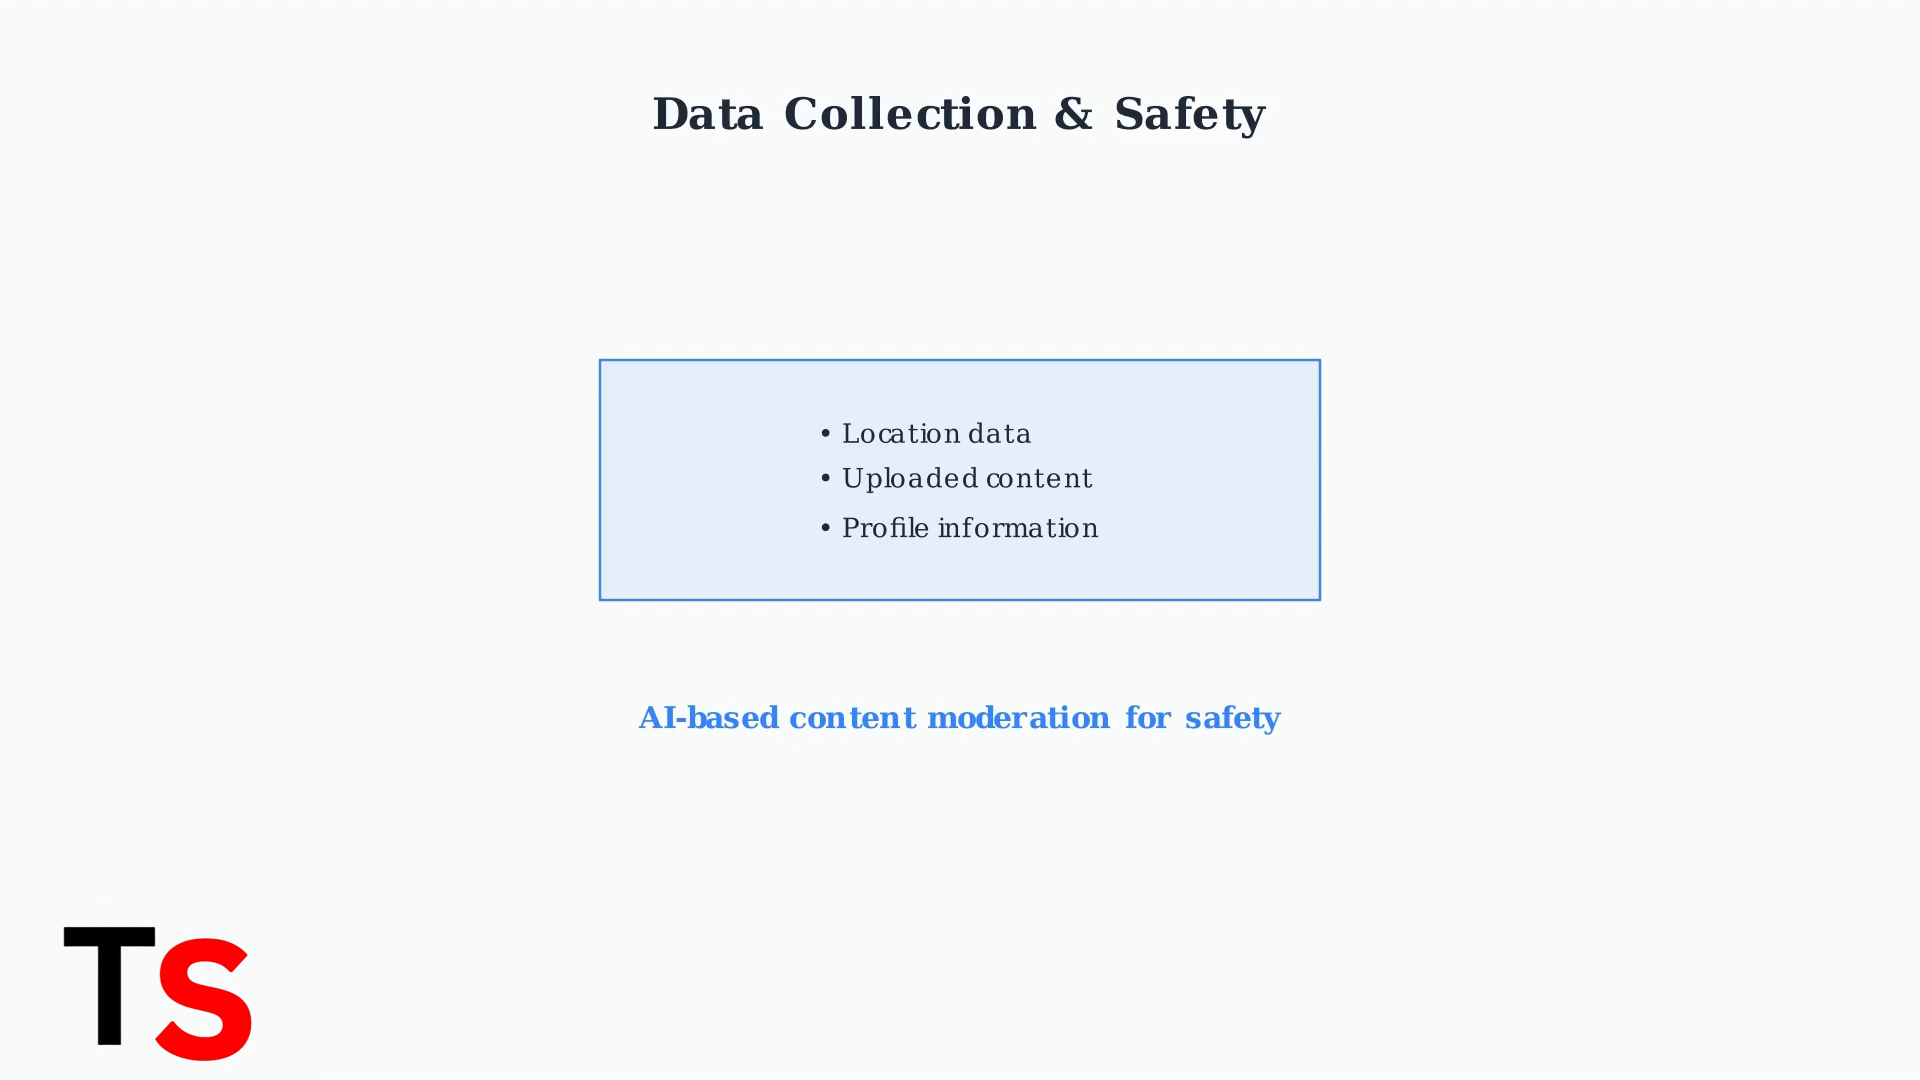 Data Collection & Safety
• Location data
• Uploaded content
• Profile information
AI-based content moderation for safety
TS